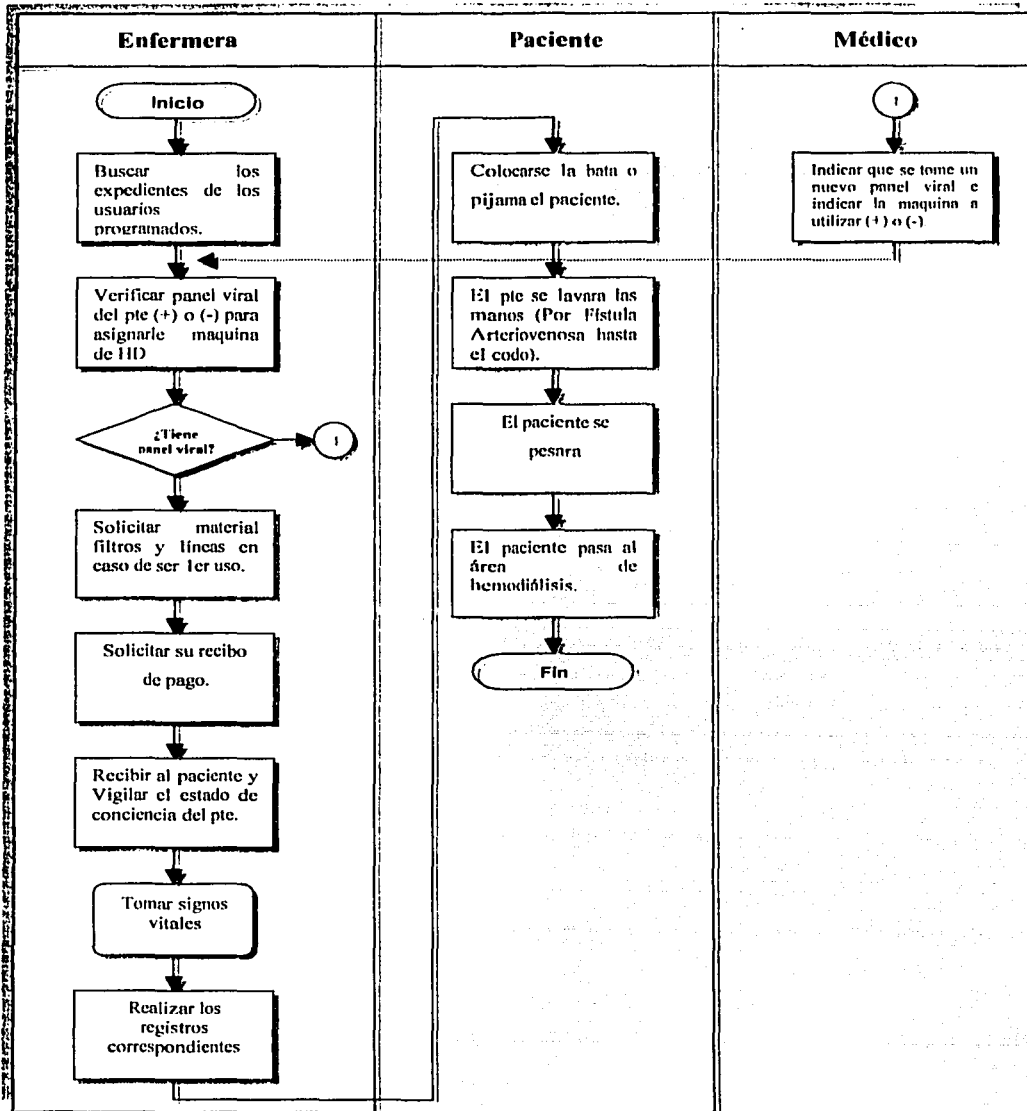 Enfermera
Paciente
Médico
Inicio
Buscar los
expedientes de los
usuarios
programados.
Verificar panel viral
del pte (+) o (-) para
asignarle maquina
de HD
¿Tiene
panel viral?
1
Solicitar material
filtros y líneas en
caso de ser 1er uso.
Solicitar su recibo
de pago.
Recibir al paciente y
Vigilar el estado de
conciencia del pte.
Tomar signos
vitales
Realizar los
registros
correspondientes
Colocarse la bata o
pijama el paciente.
El pte se lavara las
manos (Por Fístula
Arteriovenosa hasta
el codo).
El paciente se
pesara
El paciente pasa al
área de
hemodiálisis.
Fin
1
Indicar que se tome un
nuevo panel viral e
indicar la maquina a
utilizar (+) o (-)